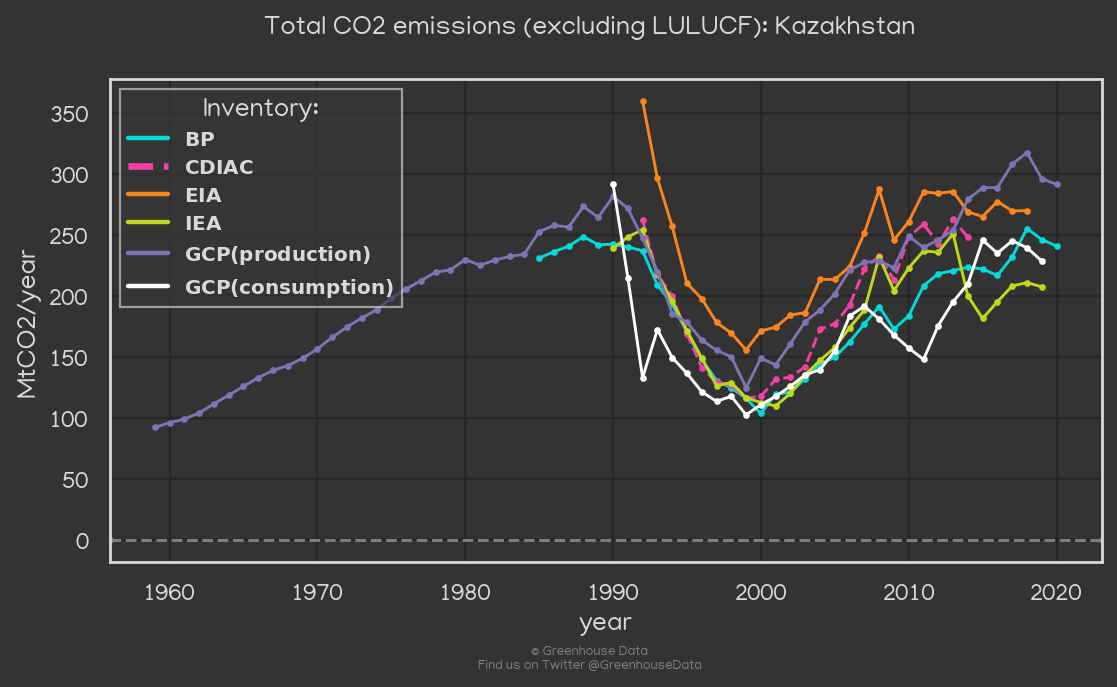 Total CO2 emissions (excluding LULUCF): Kazakhstan
Inventory:
BP
CDIAC
EIA
IEA
GCP(production)
GCP(consumption)
MtCO2/year
350
300
250
200
150
100
50
0
1960 1970 1980 1990 2000 2010 2020
year
© Greenhouse Data
Find us on Twitter @GreenhouseData